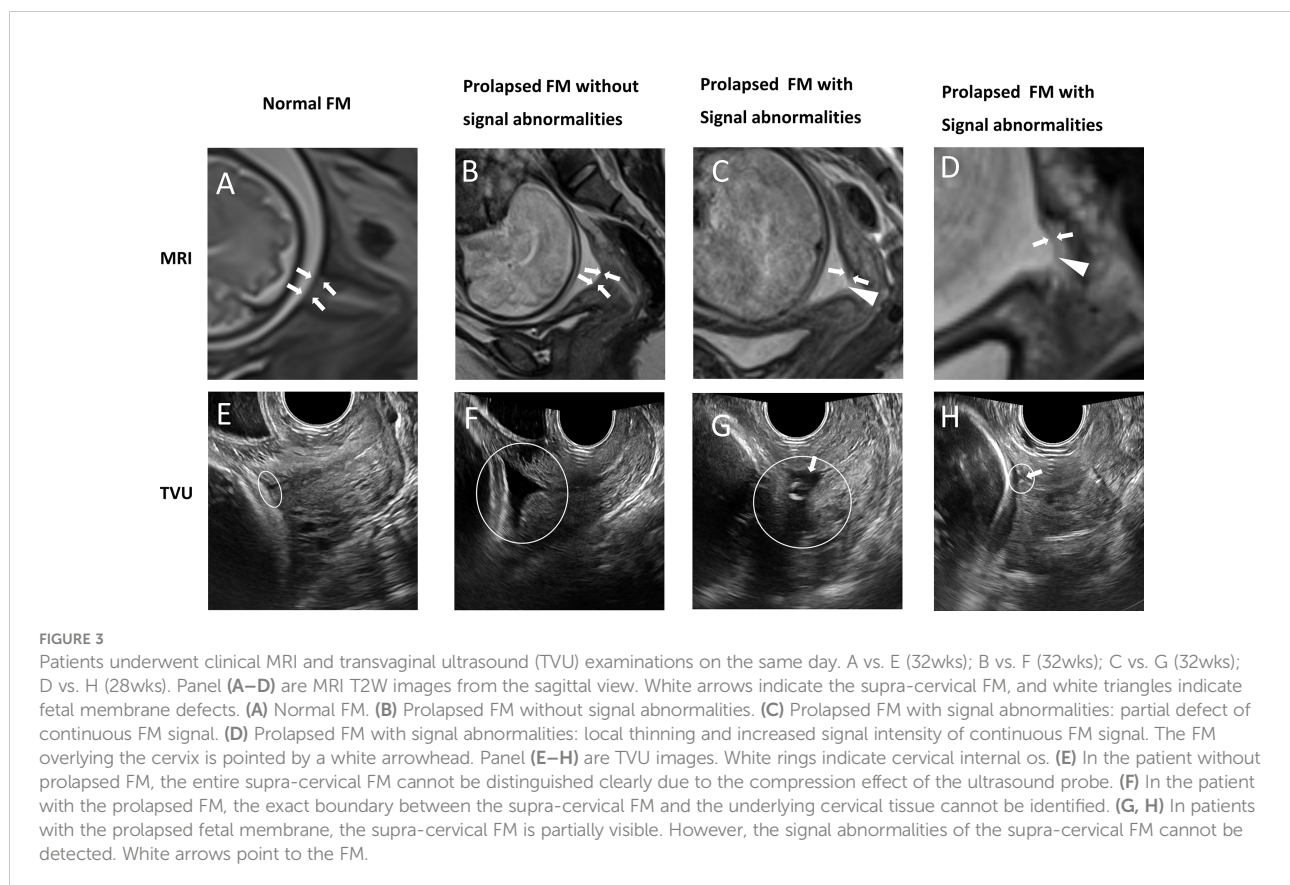 Normal FM
Prolapsed FM without
signal abnormalities
Prolapsed FM with
Signal abnormalities
Prolapsed FM with
Signal abnormalities
MRI
A
B
C
D
TVU
E
F
G
H
FIGURE 3
Patients underwent clinical MRI and transvaginal ultrasound (TVU) examinations on the same day. A vs. E (32wks); B vs. F (32wks); C vs. G (32wks);
D vs. H (28wks). Panel (A–D) are MRI T2W images from the sagittal view. White arrows indicate the supra-cervical FM, and white triangles indicate
fetal membrane defects. (A) Normal FM. (B) Prolapsed FM without signal abnormalities. (C) Prolapsed FM with signal abnormalities: partial defect of
continuous FM signal. (D) Prolapsed FM with signal abnormalities: local thinning and increased signal intensity of continuous FM signal. The FM
overlying the cervix is pointed by a white arrowhead. Panel (E–H) are TVU images. White rings indicate cervical internal os. (E) In the patient without
prolapsed FM, the entire supra-cervical FM cannot be distinguished clearly due to the compression effect of the ultrasound probe. (F) In the patient
with the prolapsed FM, the exact boundary between the supra-cervical FM and the underlying cervical tissue cannot be identified. (G, H) In patients
with the prolapsed fetal membrane, the supra-cervical FM is partially visible. However, the signal abnormalities of the supra-cervical FM cannot be
detected. White arrows point to the FM.